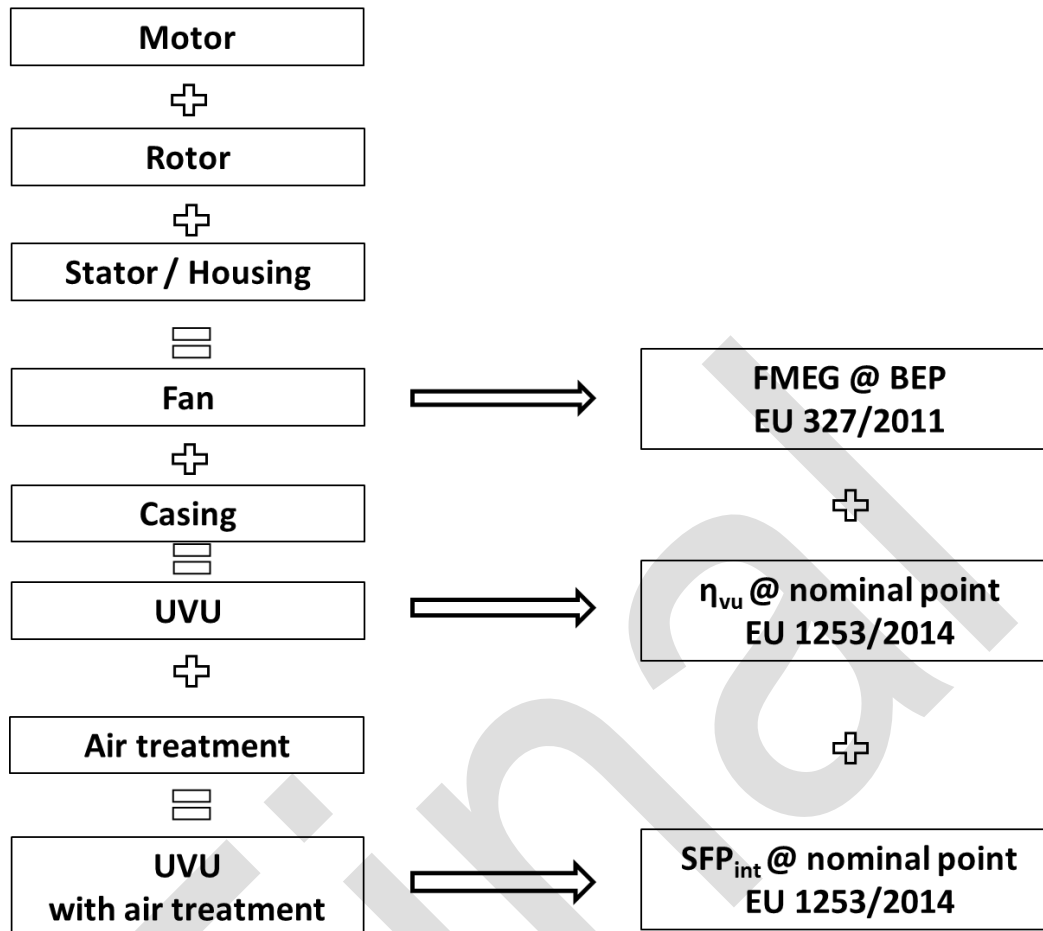 Motor
Rotor
Stator / Housing
Fan
FMEG @ BEP
EU 327/2011
Casing
UVU
ηvu @ nominal point
EU 1253/2014
Air treatment
UVU
with air treatment
SFPint @ nominal point
EU 1253/2014
Final